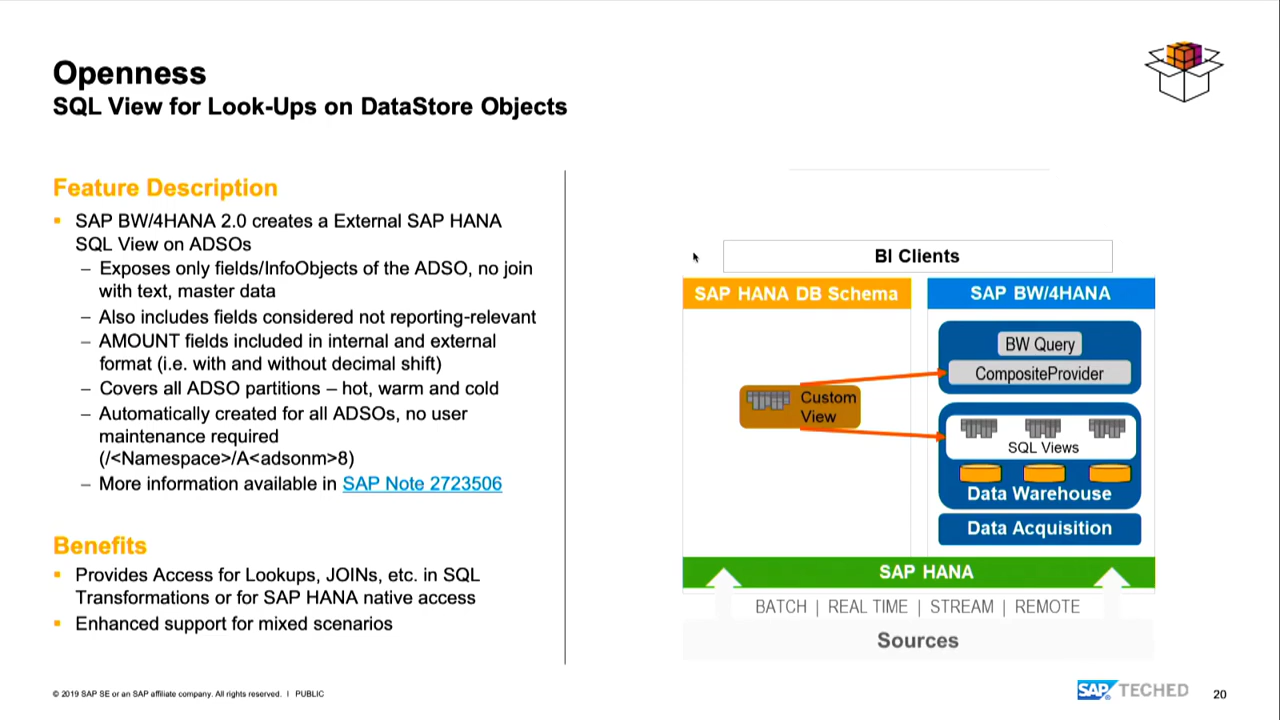 Openness
SQL View for Look-Ups on DataStore Objects
Feature Description
▪ SAP BW/4HANA 2.0 creates a External SAP HANA
SQL View on ADSOs
– Exposes only fields/InfoObjects of the ADSO, no join
with text, master data
– Also includes fields considered not reporting-relevant
– AMOUNT fields included in internal and external
format (i.e. with and without decimal shift)
– Covers all ADSO partitions – hot, warm and cold
– Automatically created for all ADSOs, no user
maintenance required
(/<Namespace>/A<adsonm>8)
– More information available in SAP Note 2723506
Benefits
▪ Provides Access for Lookups, JOINs, etc. in SQL
Transformations or for SAP HANA native access
▪ Enhanced support for mixed scenarios
BI Clients
SAP HANA DB Schema
SAP BW/4HANA
BW Query
CompositeProvider
Custom
View
SQL Views
Data Warehouse
Data Acquisition
SAP HANA
BATCH | REAL TIME | STREAM | REMOTE
Sources
© 2019 SAP SE or an SAP affiliate company. All rights reserved. | PUBLIC
SAP TECHED
20